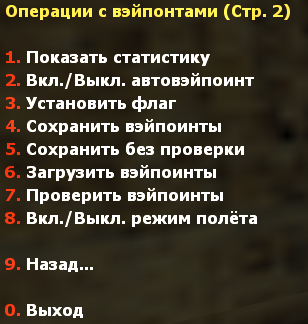 Операции с вэйпонтами (Стр. 2)
1. Показать статистику
2. Вкл./Выкл. автовэйпоинт
3. Установить флаг
4. Сохранить вэйпоинты
5. Сохранить без проверки
6. Загрузить вэйпоинты
7. Проверить вэйпоинты
8. Вкл./Выкл. режим полёта
9. Назад...
0. Выход